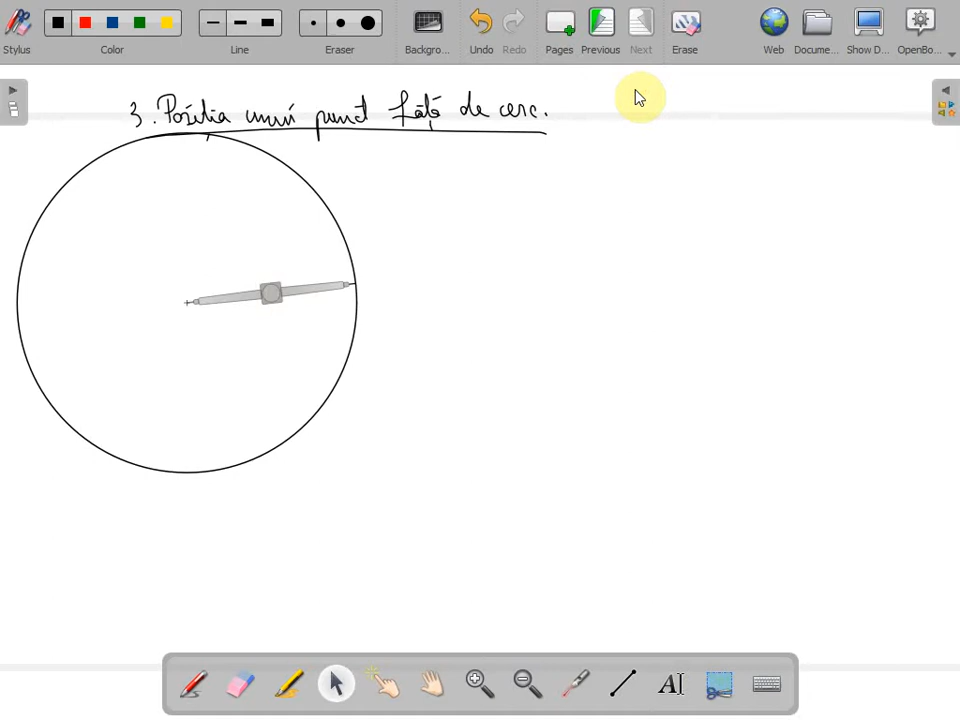 Stylus
Color
Line
Eraser
Backgro...
Undo
Redo
Pages
Previous
Next
Erase
Web
Docume...
Show D...
OpenBo...
3. Poziția unui punct față de cerc.
A